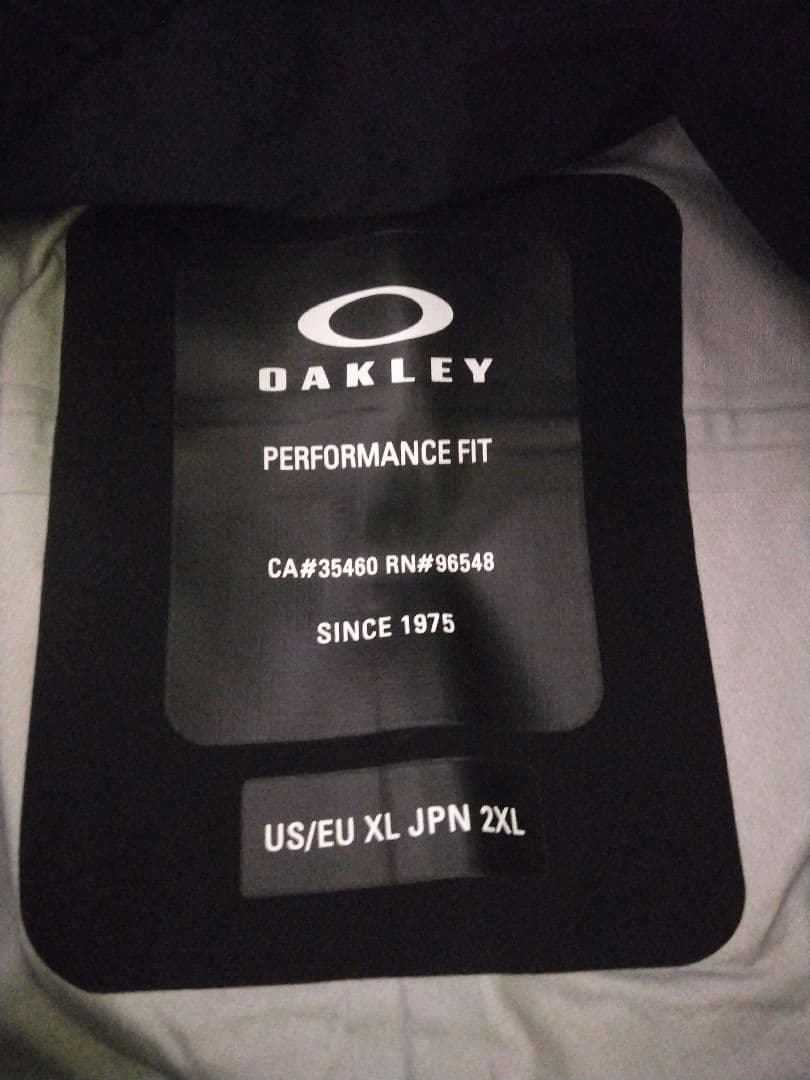 OAKLEY
PERFORMANCE FIT
CA#35460 RN#96548
SINCE 1975
US/EU XL JPN 2XL